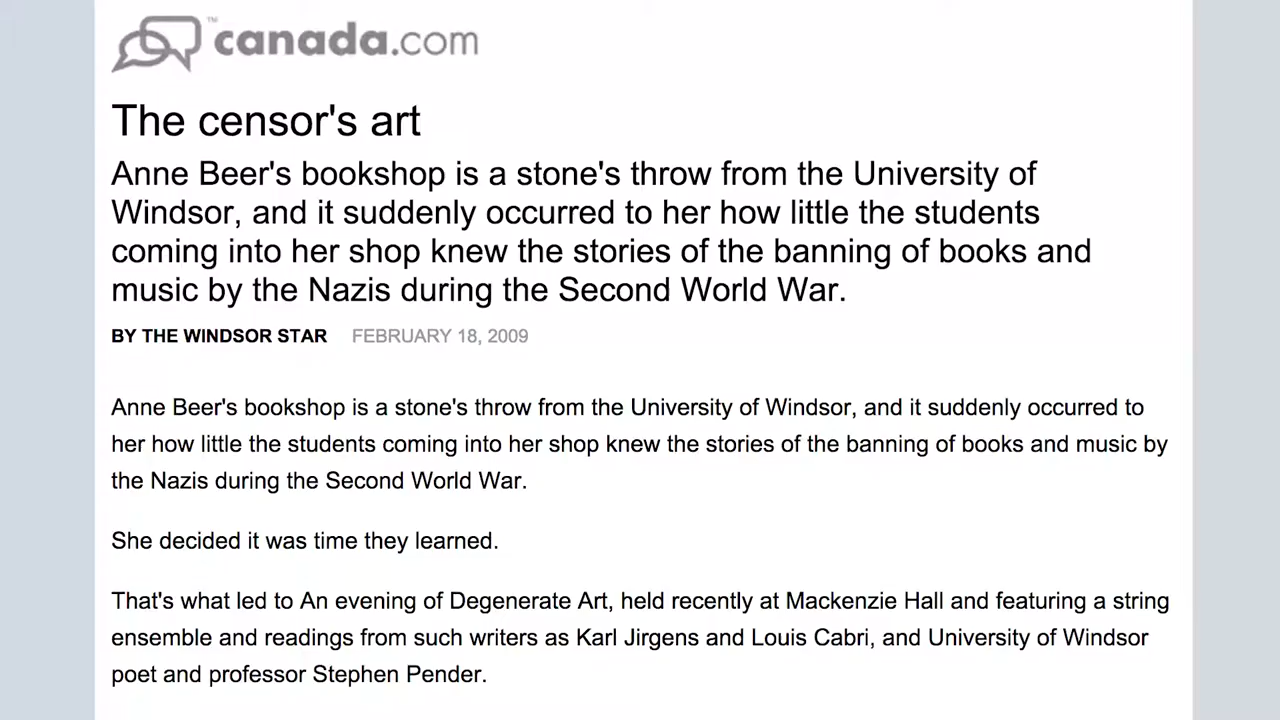 canada.com™
The censor's art
Anne Beer's bookshop is a stone's throw from the University of
Windsor, and it suddenly occurred to her how little the students
coming into her shop knew the stories of the banning of books and
music by the Nazis during the Second World War.
BY THE WINDSOR STAR FEBRUARY 18, 2009
Anne Beer's bookshop is a stone's throw from the University of Windsor, and it suddenly occurred to
her how little the students coming into her shop knew the stories of the banning of books and music by
the Nazis during the Second World War.
She decided it was time they learned.
That's what led to An evening of Degenerate Art, held recently at Mackenzie Hall and featuring a string
ensemble and readings from such writers as Karl Jirgens and Louis Cabri, and University of Windsor
poet and professor Stephen Pender.